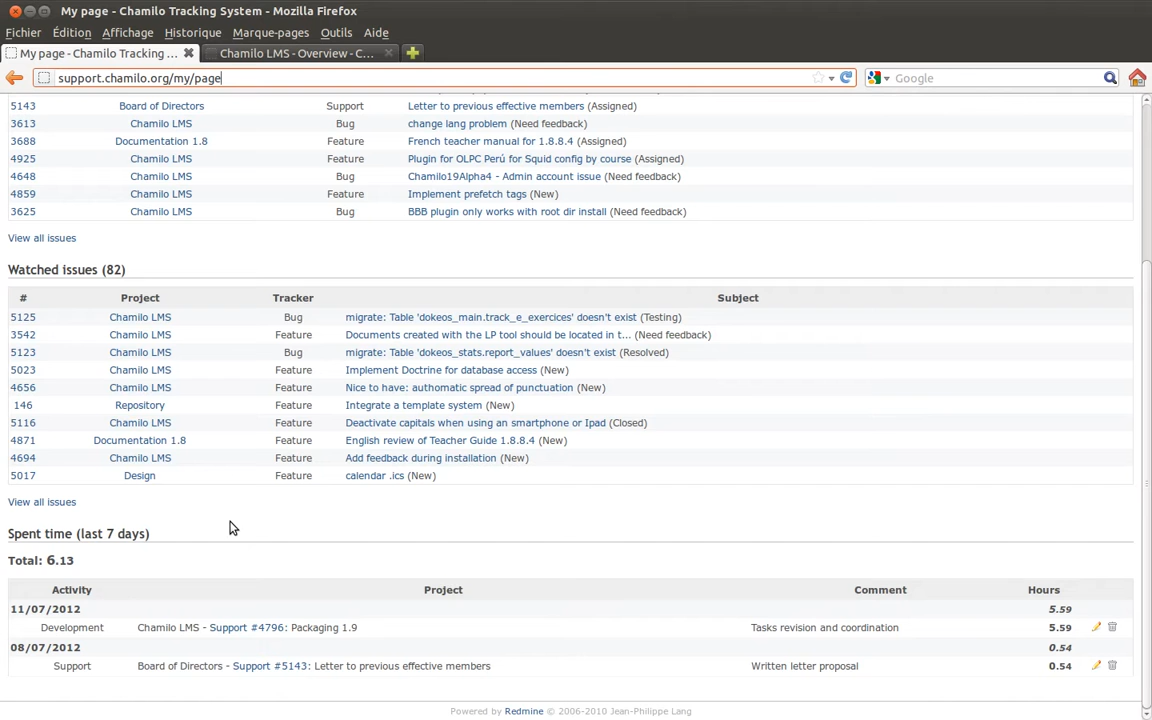 My page - Chamilo Tracking System - Mozilla Firefox
Fichier Édition Affichage Historique Marque-pages Outils Aide
My page - Chamilo Tracking ... Chamilo LMS - Overview - C...
support.chamilo.org/my/page Google
5143 Board of Directors Support Letter to previous effective members (Assigned)
3613 Chamilo LMS Bug change lang problem (Need feedback)
3688 Documentation 1.8 Feature French teacher manual for 1.8.8.4 (Assigned)
4925 Chamilo LMS Feature Plugin for OLPC Perú for Squid config by course (Assigned)
4648 Chamilo LMS Bug Chamilo19Alpha4 - Admin account issue (Need feedback)
4859 Chamilo LMS Feature Implement prefetch tags (New)
3625 Chamilo LMS Bug BBB plugin only works with root dir install (Need feedback)
View all issues
Watched issues (82)
# Project Tracker Subject
5125 Chamilo LMS Bug migrate: Table 'dokeos_main.track_e_exercices' doesn't exist (Testing)
3542 Chamilo LMS Feature Documents created with the LP tool should be located in t... (Need feedback)
5123 Chamilo LMS Bug migrate: Table 'dokeos_stats.report_values' doesn't exist (Resolved)
5023 Chamilo LMS Feature Implement Doctrine for database access (New)
4656 Chamilo LMS Feature Nice to have: authomatic spread of punctuation (New)
146 Repository Feature Integrate a template system (New)
5116 Chamilo LMS Feature Deactivate capitals when using an smartphone or Ipad (Closed)
4871 Documentation 1.8 Feature English review of Teacher Guide 1.8.8.4 (New)
4694 Chamilo LMS Feature Add feedback during installation (New)
5017 Design Feature calendar .ics (New)
View all issues
Spent time (last 7 days)
Total: 6.13
Activity Project Comment Hours
11/07/2012 5.59
Development Chamilo LMS - Support #4796: Packaging 1.9 Tasks revision and coordination 5.59
08/07/2012 0.54
Support Board of Directors - Support #5143: Letter to previous effective members Written letter proposal 0.54
Powered by Redmine © 2006-2010 Jean-Philippe Lang